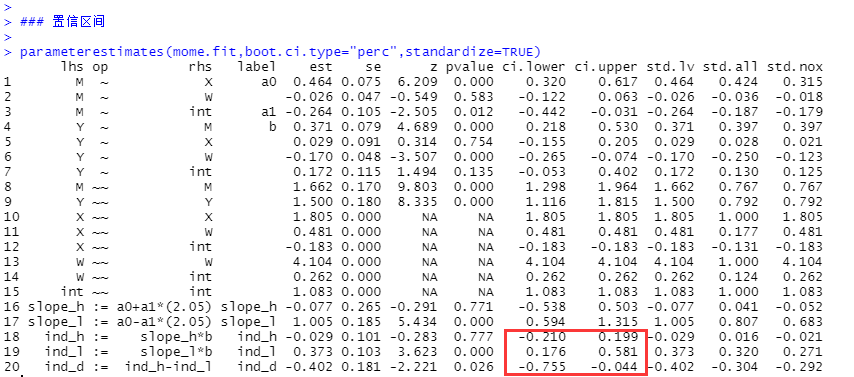 >
> ### 置信区间
>
> parameterestimates(mome.fit,boot.ci.type="perc",standardize=TRUE)
lhs op rhs label est se z pvalue ci.lower ci.upper std.lv std.all std.nox
1 M ~ X a0 0.464 0.075 6.209 0.000 0.320 0.617 0.464 0.424 0.315
2 M ~ W -0.026 0.047 -0.549 0.583 -0.122 0.063 -0.026 -0.036 -0.018
3 M ~ int a1 -0.264 0.105 -2.505 0.012 -0.442 -0.031 -0.264 -0.187 -0.179
4 Y ~ M b 0.371 0.079 4.689 0.000 0.218 0.530 0.371 0.397 0.397
5 Y ~ X 0.029 0.091 0.314 0.754 -0.155 0.205 0.029 0.028 0.021
6 Y ~ W -0.170 0.048 -3.507 0.000 -0.265 -0.074 -0.170 -0.250 -0.123
7 Y ~ int 0.172 0.115 1.494 0.135 -0.053 0.402 0.172 0.130 0.125
8 M ~~ M 1.662 0.170 9.803 0.000 1.298 1.964 1.662 0.767 0.767
9 Y ~~ Y 1.500 0.180 8.335 0.000 1.116 1.815 1.500 0.792 0.792
10 X ~~ X 1.805 0.000 NA NA 1.805 1.805 1.805 1.000 1.805
11 X ~~ W 0.481 0.000 NA NA 0.481 0.481 0.481 0.177 0.481
12 X ~~ int -0.183 0.000 NA NA -0.183 -0.183 -0.183 -0.131 -0.183
13 W ~~ W 4.104 0.000 NA NA 4.104 4.104 4.104 1.000 4.104
14 W ~~ int 0.262 0.000 NA NA 0.262 0.262 0.262 0.124 0.262
15 int ~~ int 1.083 0.000 NA NA 1.083 1.083 1.083 1.000 1.083
16 slope_h := a0+a1*(2.05) slope_h -0.077 0.265 -0.291 0.771 -0.538 0.503 -0.077 0.041 -0.052
17 slope_l := a0-a1*(2.05) slope_l 1.005 0.185 5.434 0.000 0.594 1.315 1.005 0.807 0.683
18 ind_h := slope_h*b ind_h -0.029 0.101 -0.283 0.777 -0.210 0.199 -0.029 0.016 -0.021
19 ind_l := slope_l*b ind_l 0.373 0.103 3.623 0.000 0.176 0.581 0.373 0.320 0.271
20 ind_d := ind_h-ind_l ind_d -0.402 0.181 -2.221 0.026 -0.755 -0.044 -0.402 -0.304 -0.292